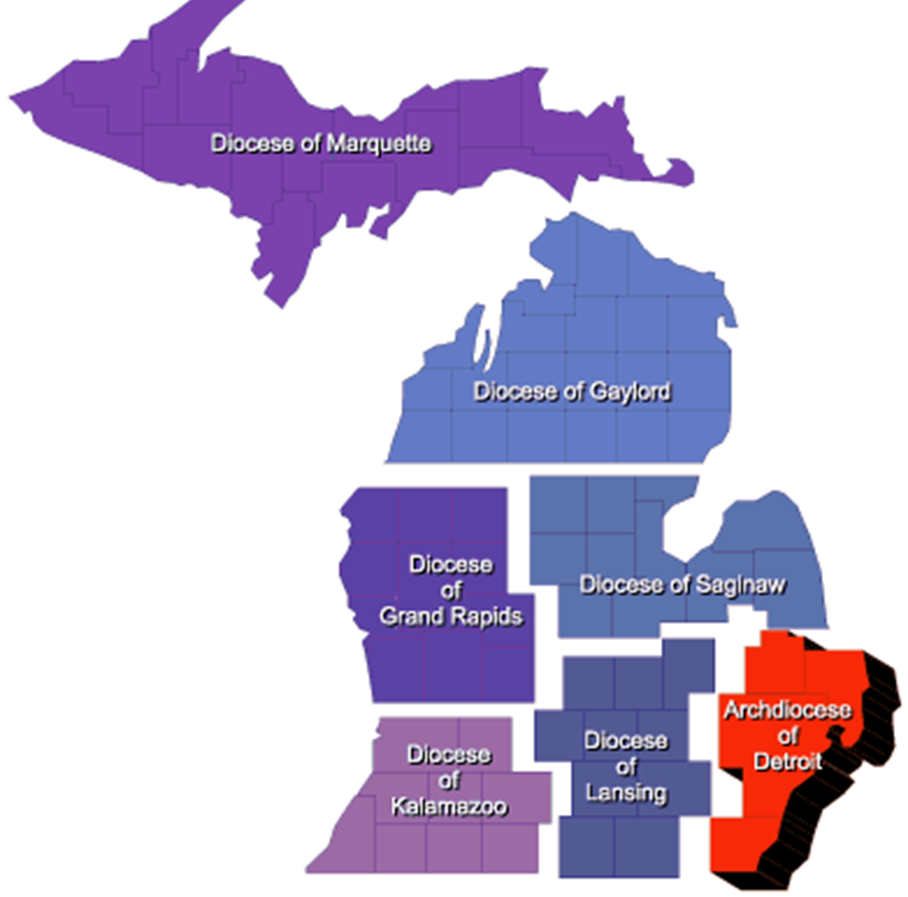 Diocese of Marquette
Diocese of Gaylord
Diocese
of
Grand Rapids
Diocese of Saginaw
Archdiocese
of
Detroit
Diocese
of
Lansing
Diocese
of
Kalamazoo